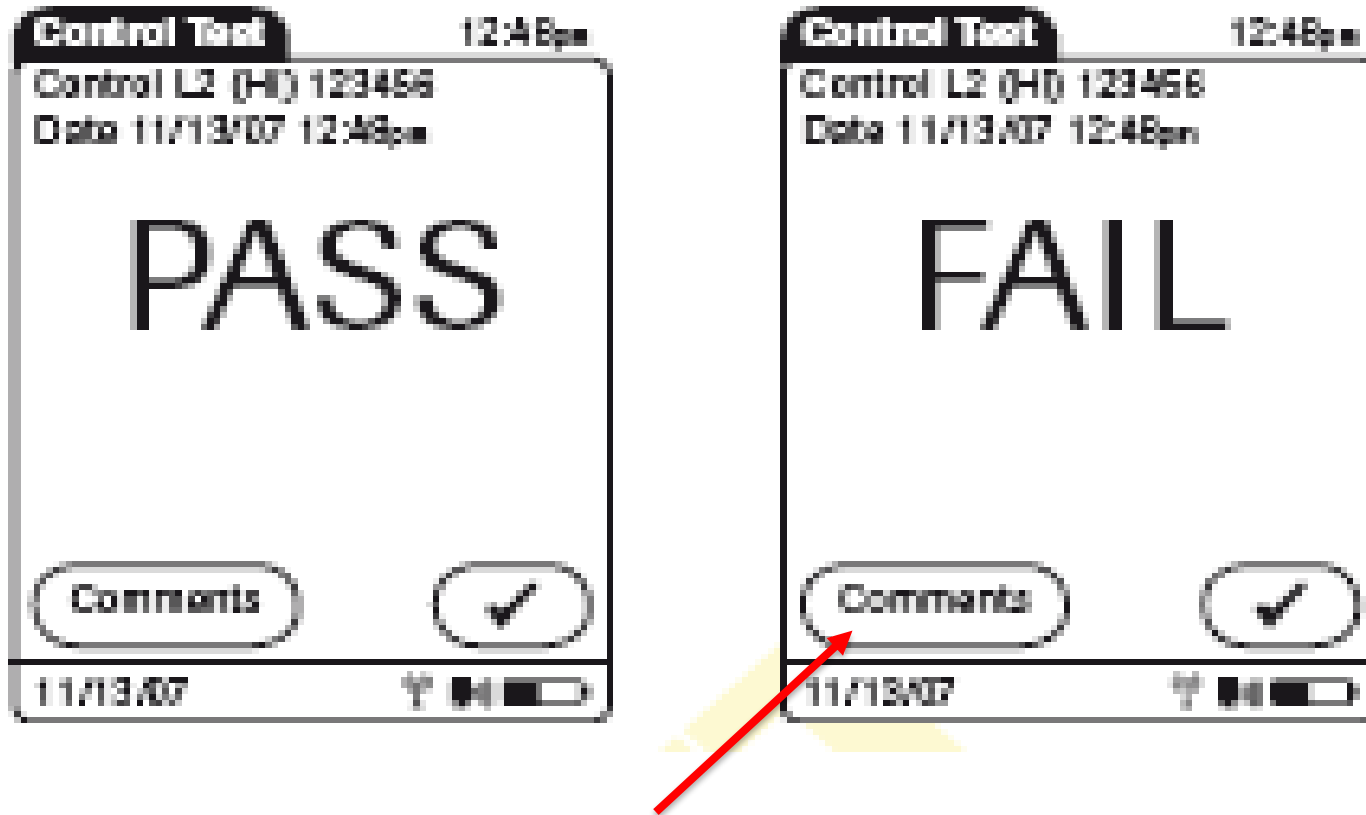 Control Test 12:48pm
Control L2 (HI) 123456
Date 11/13/07 12:48pm
PASS
Comments
11/13/07
Control Test 12:48pm
Control L2 (HI) 123456
Date 11/13/07 12:48pm
FAIL
Comments
11/13/07